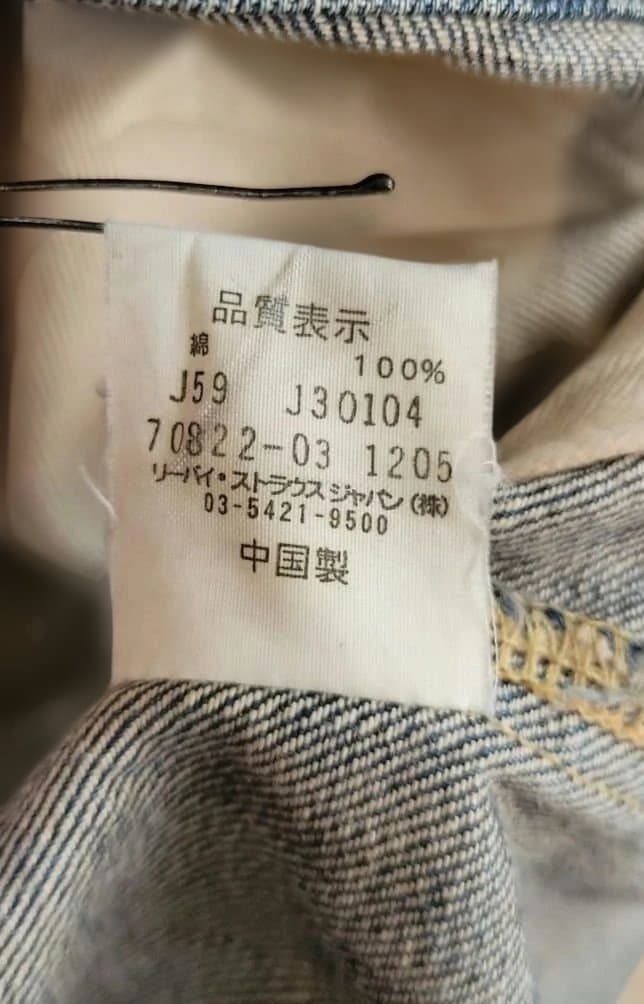 品質表示
綿 100%
J59 J30104
70822-03 1205
リーバイ・ストラウスジャパン(株)
03-5421-9500
中国製